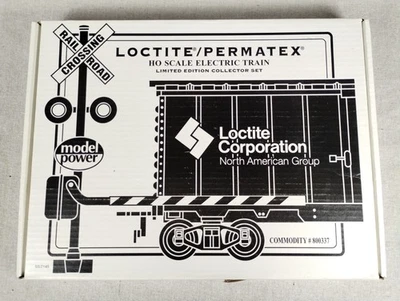 LOCTITE®/PERMATEX®
HO SCALE ELECTRIC TRAIN
LIMITED EDITION COLLECTOR SET
RAIL ROAD
CROSSING
model
power
Loctite
Corporation
North American Group
COMMODITY # 800337